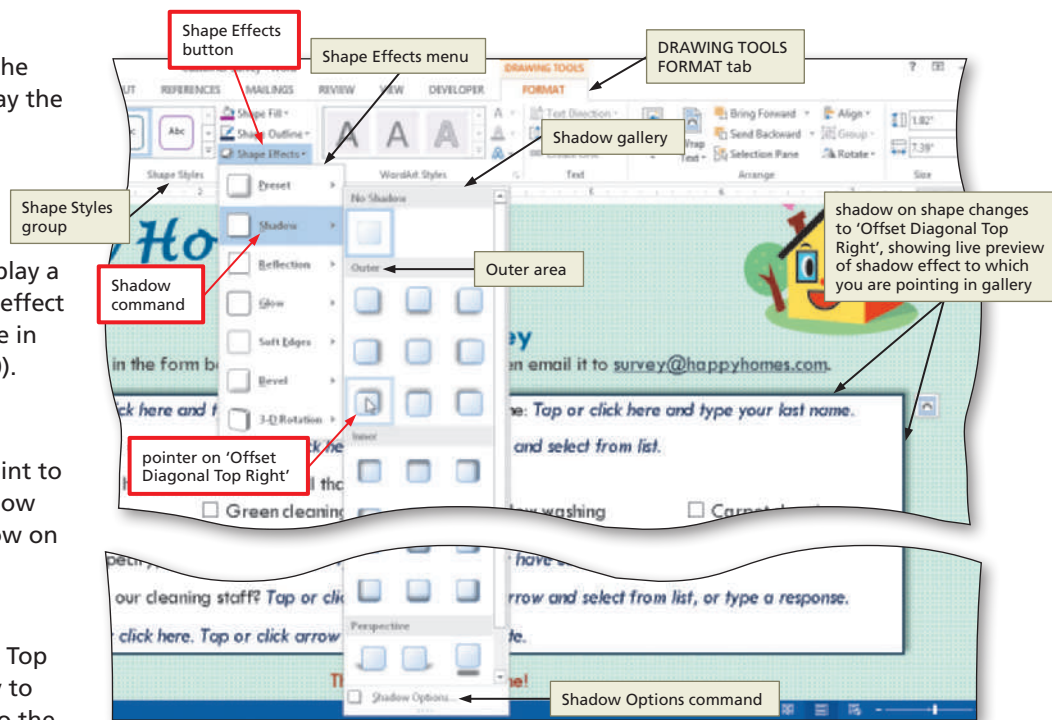 he
ay the
play a
effect
e in
).
int to
ow
w on
Top
y to
o the
Shape Effects
button
Shape Effects menu
DRAWING TOOLS
FORMAT tab
DRAWING TOOLS
REFERENCES MAILINGS REVIEW VIEW DEVELOPER FORMAT
Abc
Shape Fill
Shape Outline
Shape Effects
A A A
Text Direction
Shadow gallery
Bring Forward
Send Backward
Selection Pane
Align
Group
Rotate
1.82"
7.39"
Shape Styles WordArt Styles Text Arrange Size
Shape Styles
group
Preset
Shadow
Reflection
Glow
Soft Edges
Bevel
3-D Rotation
No Shadow
Outer
Outer area
Inner
Shadow
command
pointer on 'Offset
Diagonal Top Right'
shadow on shape changes
to 'Offset Diagonal Top
Right', showing live preview
of shadow effect to which
you are pointing in gallery
Ho
ey
in the form
email it to survey@happyhomes.com.
ck here and
Tap or click here and type your last name.
and select from list.
Green cleaning
washing
our cleaning staff? Tap or
and select from list, or type a response.
click here. Tap or click arrow
Perspective
Shadow Options...
Shadow Options command